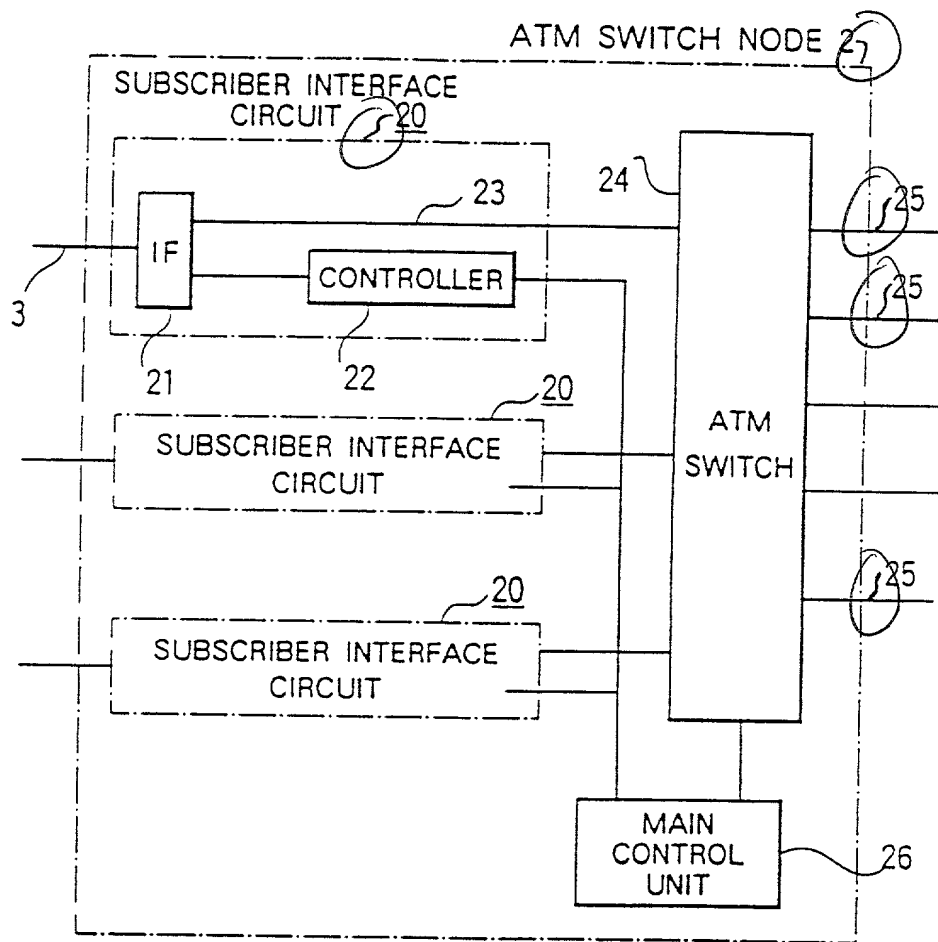 ATM SWITCH NODE 2
SUBSCRIBER INTERFACE
CIRCUIT 20
24
23
25
IF
CONTROLLER
3
25
21
22
20
SUBSCRIBER INTERFACE
CIRCUIT
ATM
SWITCH
20
25
SUBSCRIBER INTERFACE
CIRCUIT
MAIN
CONTROL
UNIT
26